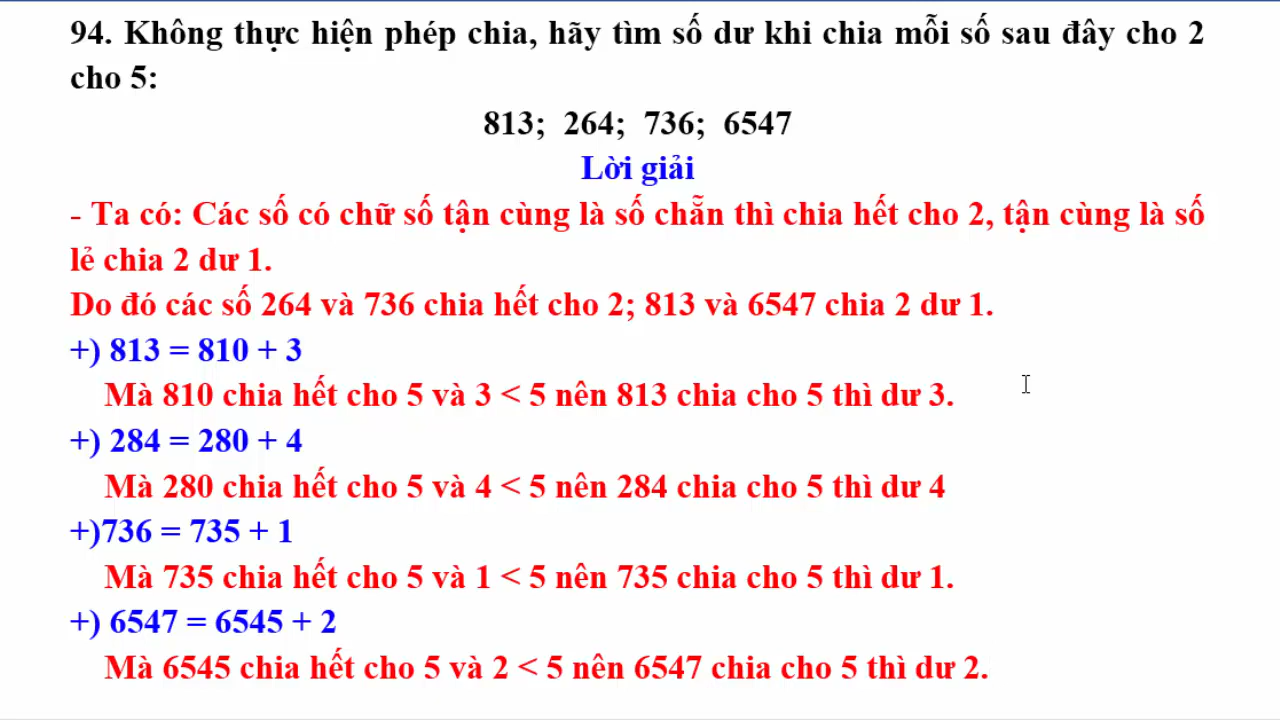 94. Không thực hiện phép chia, hãy tìm số dư khi chia mỗi số sau đây cho 2
cho 5:
813; 264; 736; 6547
Lời giải
- Ta có: Các số có chữ số tận cùng là số chẵn thì chia hết cho 2, tận cùng là số
lẻ chia 2 dư 1.
Do đó các số 264 và 736 chia hết cho 2; 813 và 6547 chia 2 dư 1.
+) 813 = 810 + 3
Mà 810 chia hết cho 5 và 3 < 5 nên 813 chia cho 5 thì dư 3.
+) 284 = 280 + 4
Mà 280 chia hết cho 5 và 4 < 5 nên 284 chia cho 5 thì dư 4
+)736 = 735 + 1
Mà 735 chia hết cho 5 và 1 < 5 nên 735 chia cho 5 thì dư 1.
+) 6547 = 6545 + 2
Mà 6545 chia hết cho 5 và 2 < 5 nên 6547 chia cho 5 thì dư 2.